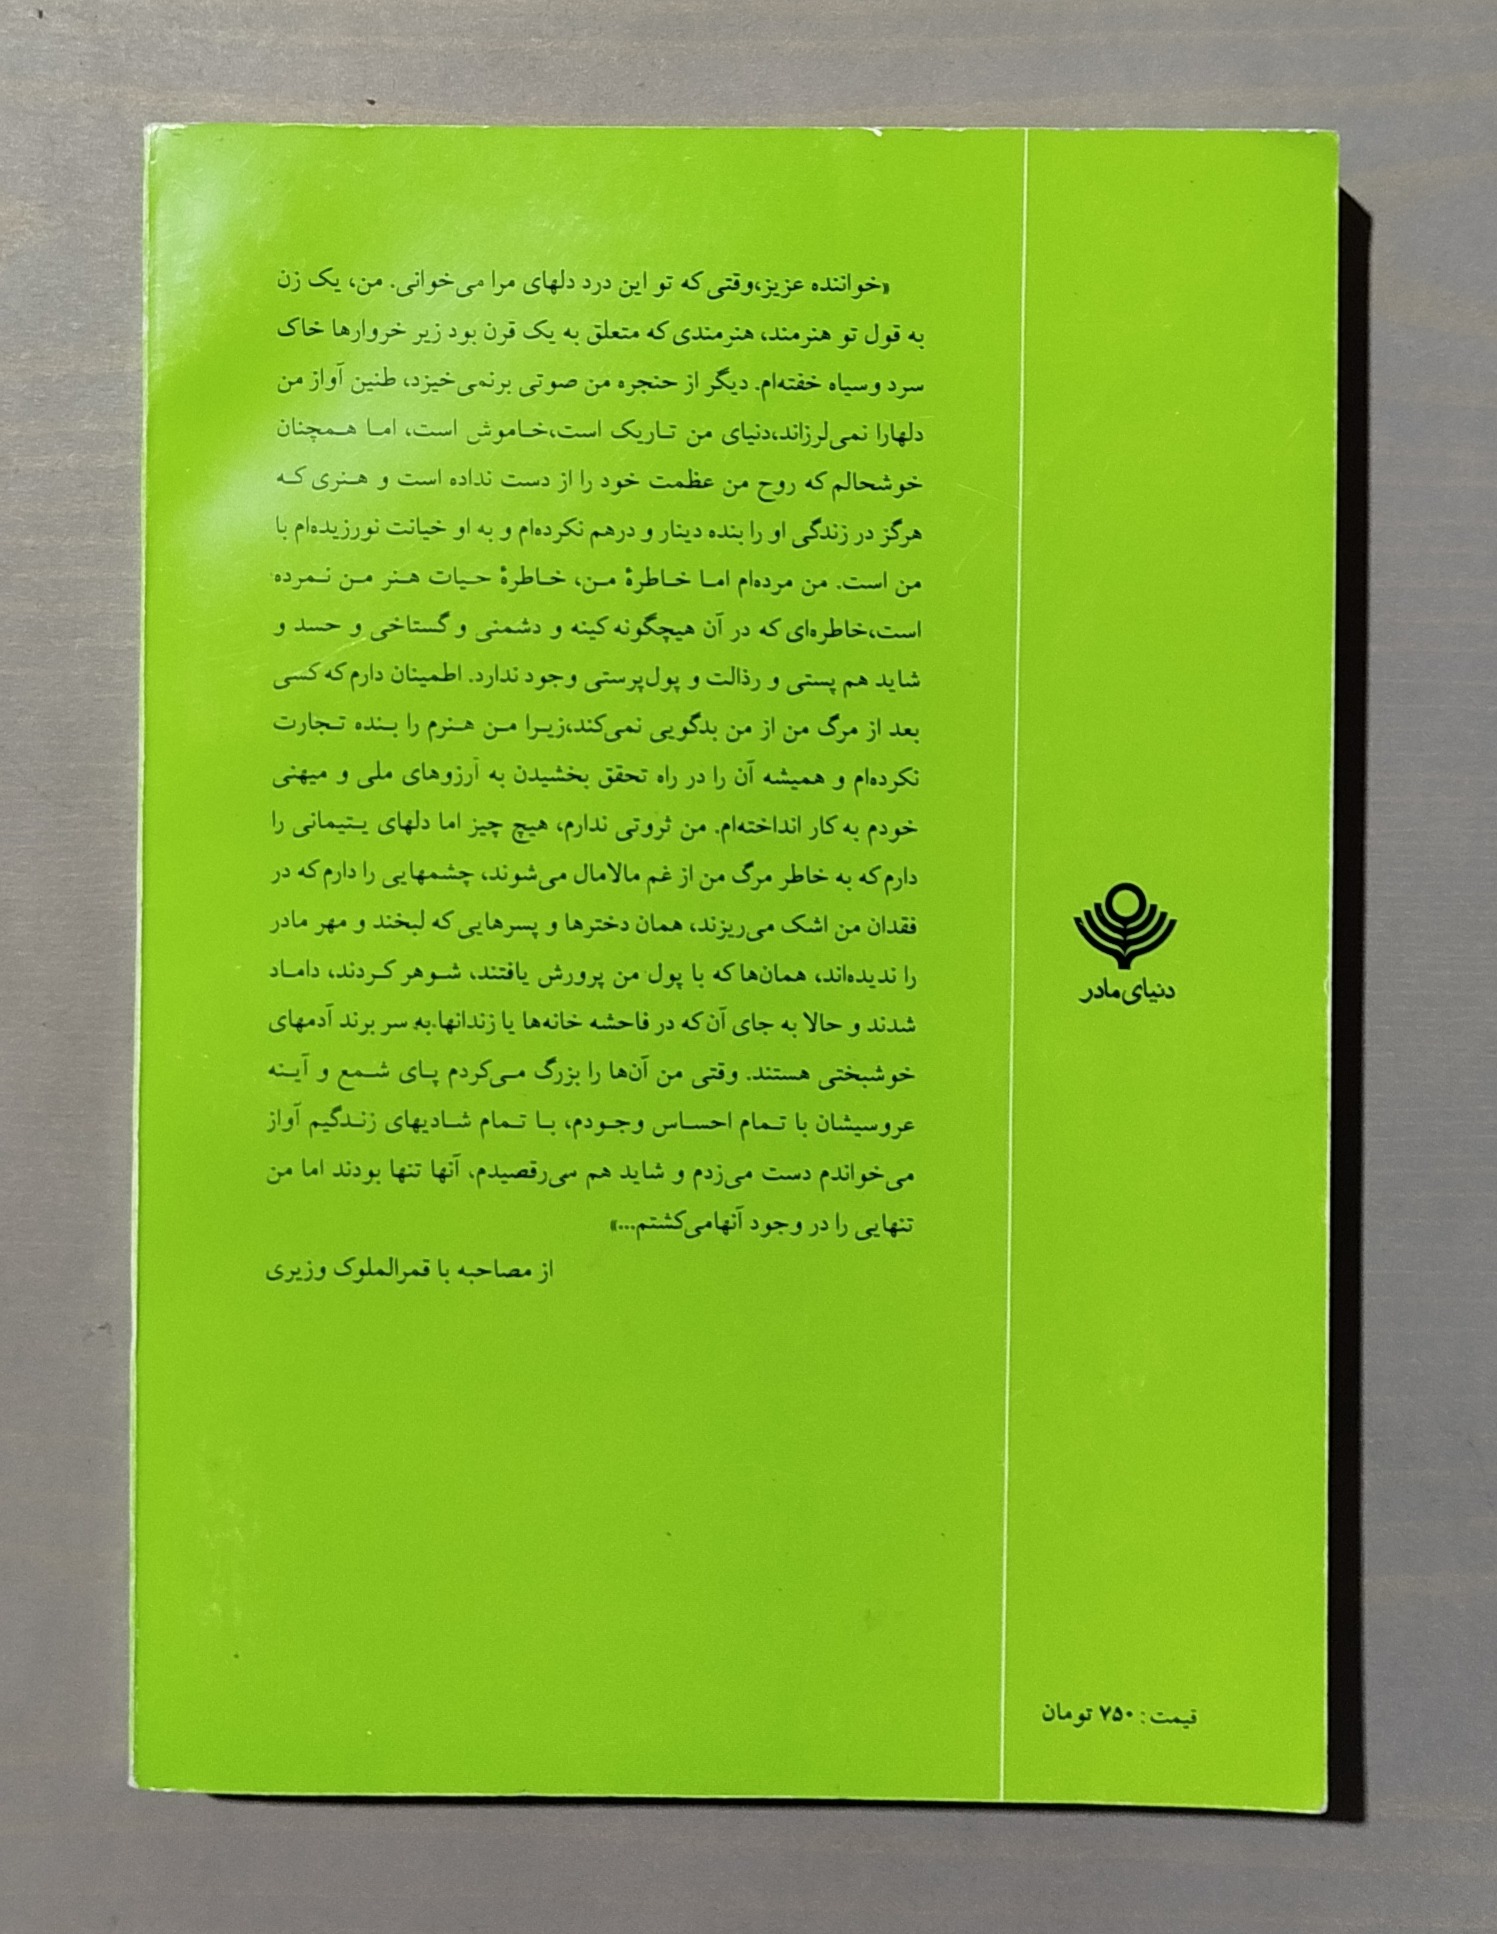 «خواننده عزیز،وقتی که تو این درد دلهای مرا می‌خوانی. من، یک زن
به قول تو هنرمند، هنرمندی که متعلق به یک قرن بود زیر خروارها خاک
سرد و سیاه خفته‌ام. دیگر از حنجره من صوتی برنمی‌خیزد، طنین آواز من
دلهارا نمی‌لرزاند،دنیای من تاریک است،خاموش است، اما همچنان
خوشحالم که روح من عظمت خود را از دست نداده است و هنری که
هرگز در زندگی او را بنده دینار و درهم نکرده‌ام و به او خیانت نورزیده‌ام با
من است. من مرده‌ام اما خاطرهٔ من، خاطرهٔ حیات هنر من نمرده
است،خاطره‌ای که در آن هیچگونه کینه و دشمنی و گستاخی و حسد و
شاید هم پستی و رذالت و پول‌پرستی وجود ندارد. اطمینان دارم که کسی
بعد از مرگ من از من بدگویی نمی‌کند،زیرا من هنرم را بنده تجارت
نکرده‌ام و همیشه آن را در راه تحقق بخشیدن به آرزوهای ملی و میهنی
خودم به کار انداخته‌ام. من ثروتی ندارم، هیچ چیز اما دلهای یتیمانی را
دارم که به خاطر مرگ من از غم مالامال می‌شوند، چشمهایی را دارم که در
فقدان من اشک می‌ریزند، همان دخترها و پسرهایی که لبخند و مهر مادر
را ندیده‌اند، همان‌ها که با پول من پرورش یافتند، شوهر کردند، داماد
شدند و حالا به جای آن که در فاحشه خانه‌ها یا زندانها به سر برند آدمهای
خوشبختی هستند. وقتی من آن‌ها را بزرگ می‌کردم پای شمع و آینه
عروسیشان با تمام احساس وجودم، با تمام شادیهای زندگیم آواز
می‌خواندم دست می‌زدم و شاید هم می‌رقصیدم، آنها تنها بودند اما من
تنهایی را در وجود آنهامی‌کشتم...»
از مصاحبه با قمرالملوک وزیری
دنیای مادر
قیمت: ۷۵۰ تومان